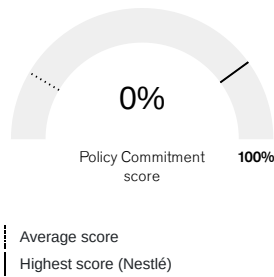 0%
Policy Commitment 100%
score
Average score
Highest score (Nestlé)